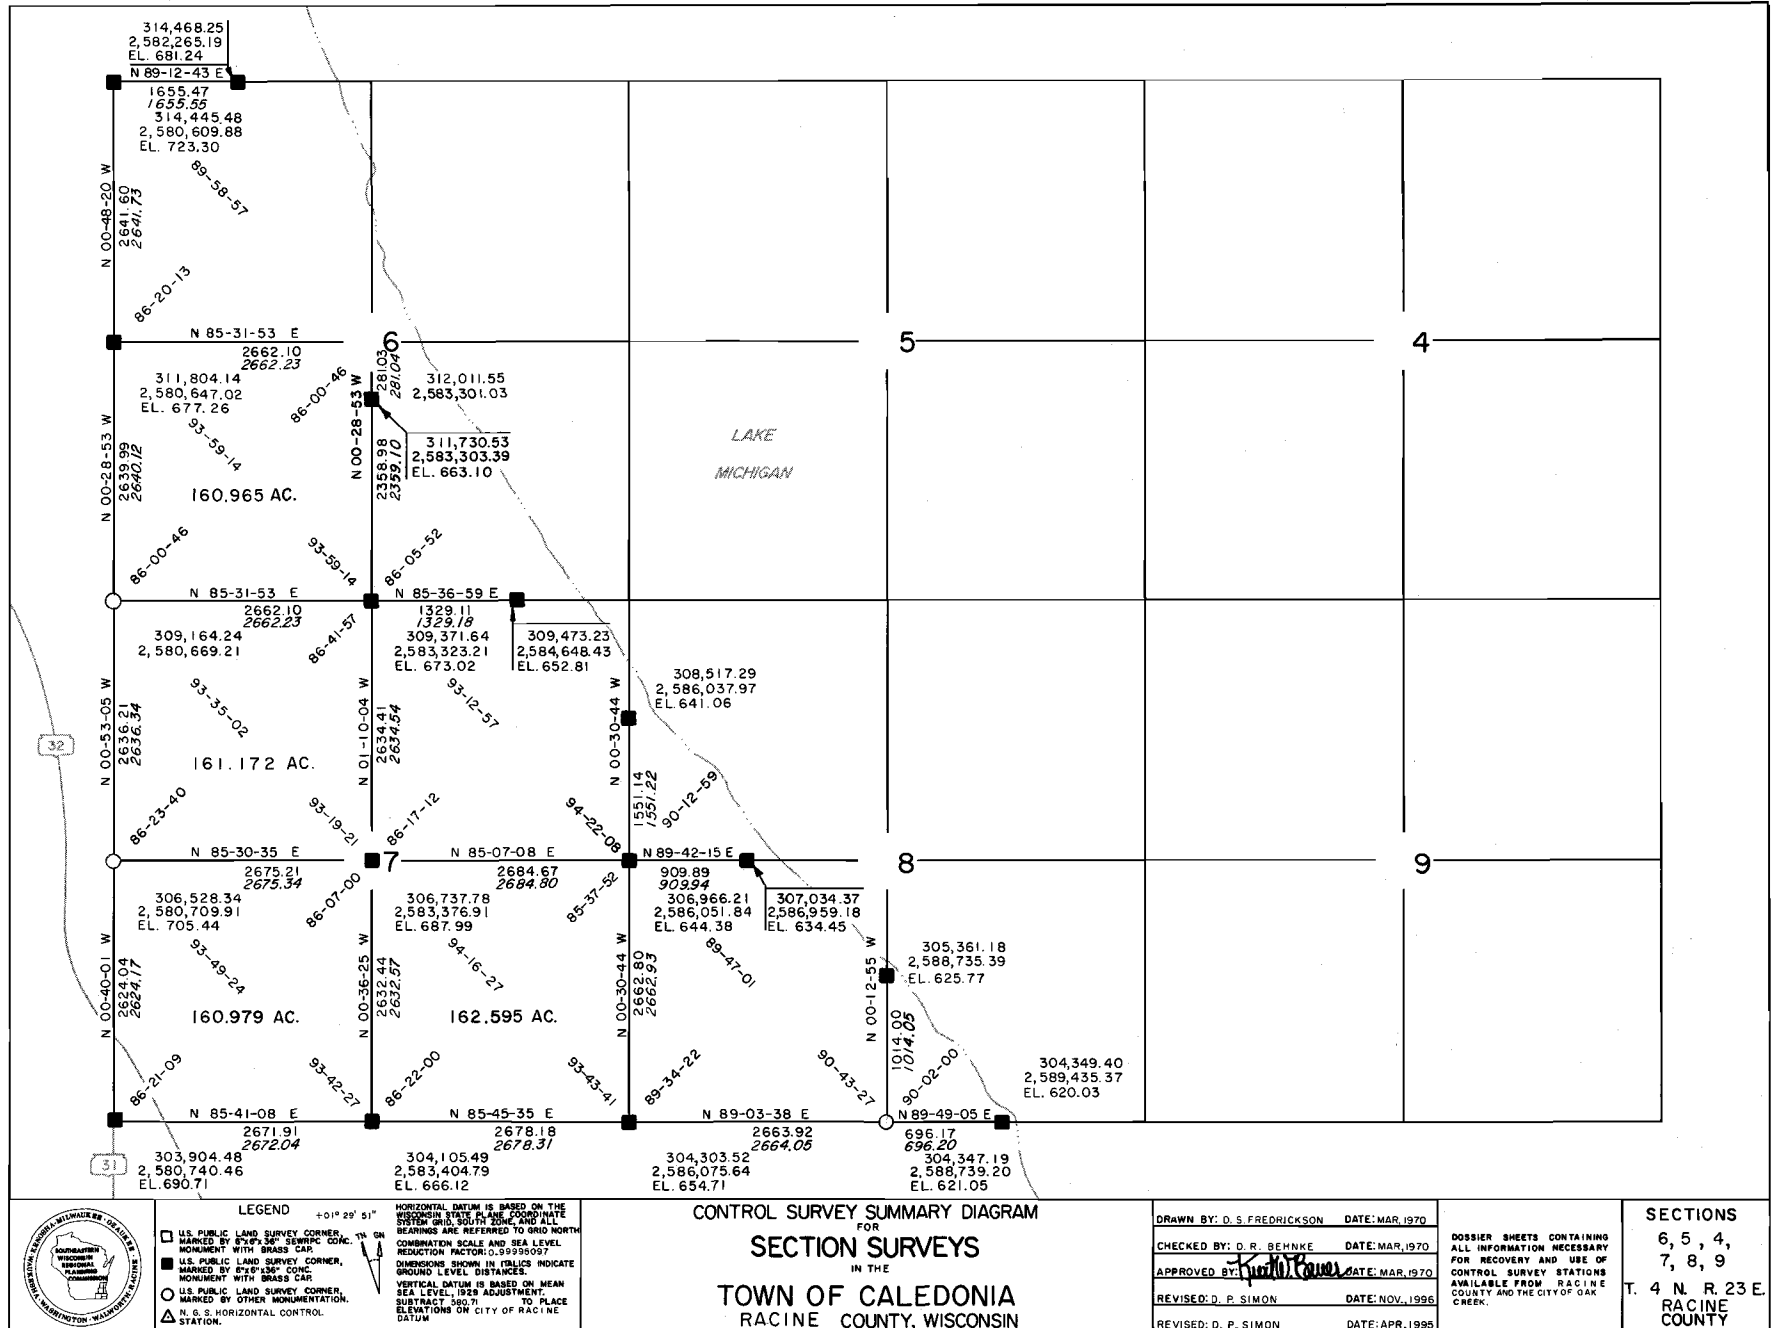 314,468.25
2,582,265.19
EL. 681.24
N 89-12-43 E
1655.47
1655.55
314,445.48
2,580,609.88
EL. 723.30
89-58-57
N 00-48-20 W
2641.60
2641.73
86-20-13
N 85-31-53 E
2662.10
2662.23
6
5
4
311,804.14
2,580,647.02
EL. 677.26
86-00-46
N 00-28-53 W
281.03
281.04
312,011.55
2,583,301.03
311,730.53
2,583,303.39
EL. 663.10
2358.98
2359.10
LAKE
MICHIGAN
93-59-14
N 00-28-53 W
2639.99
2640.12
160.965 AC.
86-00-46
93-59-14
86-05-52
N 85-31-53 E
2662.10
2662.23
N 85-36-59 E
1329.11
1329.18
309,164.24
2,580,669.21
86-41-57
309,371.64
2,583,323.21
EL. 673.02
309,473.23
2,584,648.43
EL. 652.81
308,517.29
2,586,037.97
EL. 641.06
93-35-02
93-12-57
N 00-53-05 W
2636.21
2636.34
N 01-10-04 W
2634.41
2634.54
N 00-30-44 W
1551.14
1551.22
32
161.172 AC.
86-23-40
93-19-21
86-17-12
94-22-08
90-12-59
N 85-30-35 E
2675.21
2675.34
7
N 85-07-08 E
2684.67
2684.80
N 89-42-15 E
909.89
909.94
8
9
306,528.34
2,580,709.91
EL. 705.44
86-07-00
306,737.78
2,583,376.91
EL. 687.99
85-37-52
306,966.21
2,586,051.84
EL. 644.38
307,034.37
2,586,959.18
EL. 634.45
93-49-24
94-16-27
89-47-01
N 00-40-01 W
2624.04
2624.17
N 00-36-25 W
2632.44
2632.57
N 00-30-44 W
2662.80
2662.93
N 00-12-55 W
305,361.18
2,588,735.39
EL. 625.77
1014.00
1014.05
160.979 AC.
162.595 AC.
86-21-09
93-42-27
86-22-00
93-43-41
89-34-22
90-43-27
90-02-00
304,349.40
2,589,435.37
EL. 620.03
N 85-41-08 E
2671.91
2672.04
N 85-45-35 E
2678.18
2678.31
N 89-03-38 E
2663.92
2664.05
N 89-49-05 E
696.17
696.20
31
303,904.48
2,580,740.46
EL. 690.71
304,105.49
2,583,404.79
EL. 666.12
304,303.52
2,586,075.64
EL. 654.71
304,347.19
2,588,739.20
EL. 621.05
SOUTHEASTERN
WISCONSIN
REGIONAL
PLANNING
COMMISSION
KENOSHA · MILWAUKEE · OZAUKEE · RACINE · WALWORTH · WASHINGTON · WAUKESHA
LEGEND
+01° 29' 51"
TN GN
U.S. PUBLIC LAND SURVEY CORNER,
MARKED BY 6"x6"x36" SEWRPC CONC.
MONUMENT WITH BRASS CAP.
U.S. PUBLIC LAND SURVEY CORNER,
MARKED BY 6"x6"x36" CONC.
MONUMENT WITH BRASS CAP.
U.S. PUBLIC LAND SURVEY CORNER,
MARKED BY OTHER MONUMENTATION.
N. G. S. HORIZONTAL CONTROL
STATION.
HORIZONTAL DATUM IS BASED ON THE
WISCONSIN STATE PLANE COORDINATE
SYSTEM GRID, SOUTH ZONE, AND ALL
BEARINGS ARE REFERRED TO GRID NORTH
COMBINATION SCALE AND SEA LEVEL
REDUCTION FACTOR: 0.99995097
DIMENSIONS SHOWN IN ITALICS INDICATE
GROUND LEVEL DISTANCES.
VERTICAL DATUM IS BASED ON MEAN
SEA LEVEL, 1929 ADJUSTMENT.
SUBTRACT 580.71 TO PLACE
ELEVATIONS ON CITY OF RACINE
DATUM
CONTROL SURVEY SUMMARY DIAGRAM
FOR
SECTION SURVEYS
IN THE
TOWN OF CALEDONIA
RACINE COUNTY, WISCONSIN
DRAWN BY: D. S. FREDRICKSON DATE: MAR, 1970
CHECKED BY: D. R. BEHNKE DATE: MAR, 1970
APPROVED BY: Kurt W. Bauer DATE: MAR, 1970
REVISED: D. P. SIMON DATE: NOV., 1996
REVISED: D. P. SIMON DATE: APR. 1995
DOSSIER SHEETS CONTAINING
ALL INFORMATION NECESSARY
FOR RECOVERY AND USE OF
CONTROL SURVEY STATIONS
AVAILABLE FROM RACINE
COUNTY AND THE CITY OF OAK
CREEK.
SECTIONS
6, 5, 4,
7, 8, 9
T. 4 N. R. 23 E.
RACINE
COUNTY